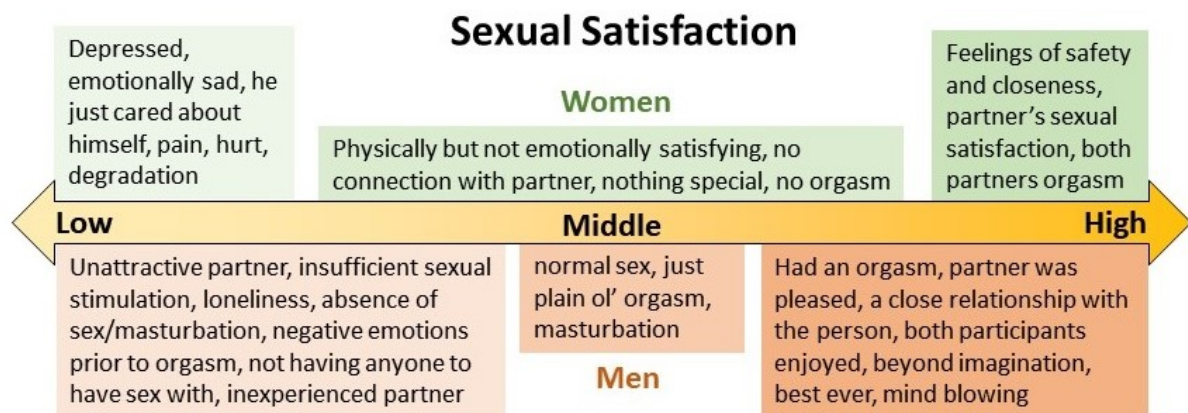 Sexual Satisfaction
Depressed,
emotionally sad, he
just cared about
himself, pain, hurt,
degradation
Women
Physically but not emotionally satisfying, no
connection with partner, nothing special, no orgasm
Feelings of safety
and closeness,
partner's sexual
satisfaction, both
partners orgasm
Low
Middle
High
Unattractive partner, insufficient sexual
stimulation, loneliness, absence of
sex/masturbation, negative emotions
prior to orgasm, not having anyone to
have sex with, inexperienced partner
normal sex, just
plain ol' orgasm,
masturbation
Men
Had an orgasm, partner was
pleased, a close relationship with
the person, both participants
enjoyed, beyond imagination,
best ever, mind blowing